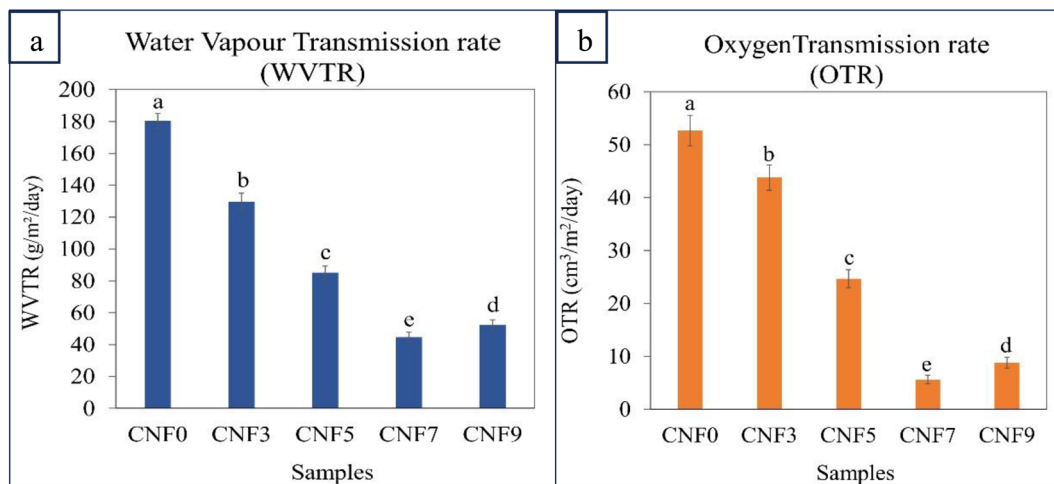 a
Water Vapour Transmission rate
(WVTR)
WVTR (g/m²/day)
200
180
160
140
120
100
80
60
40
20
0
a
b
c
e
d
CNF0 CNF3 CNF5 CNF7 CNF9
Samples
b
OxygenTransmission rate
(OTR)
OTR (cm³/m²/day)
60
50
40
30
20
10
0
a
b
c
e
d
CNF0 CNF3 CNF5 CNF7 CNF9
Samples